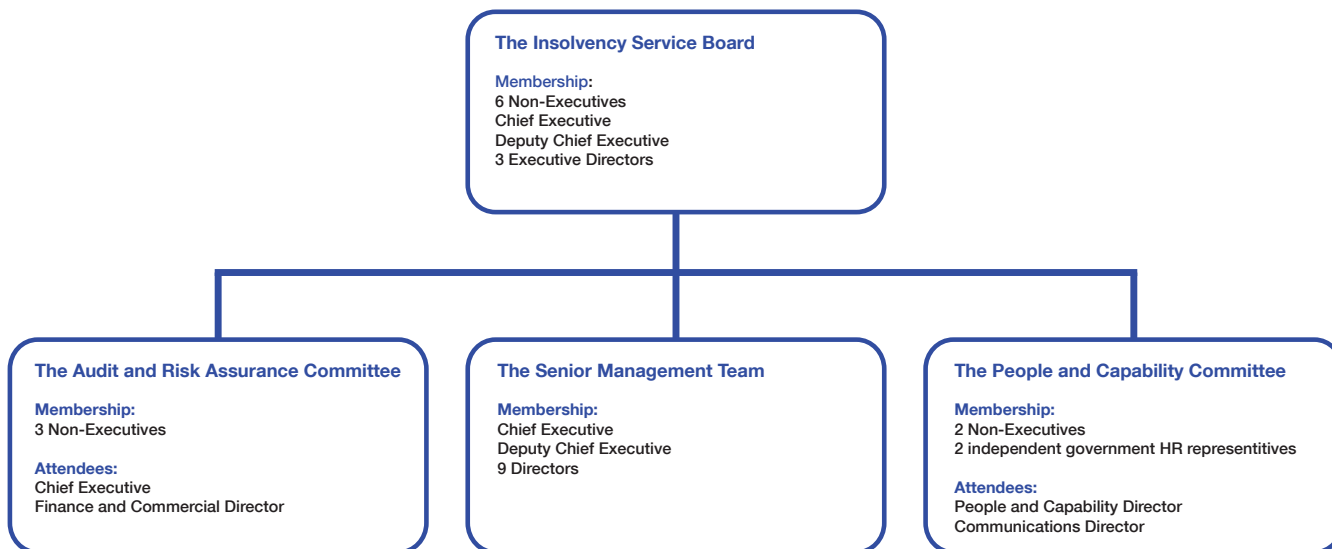 The Insolvency Service Board
Membership:
6 Non-Executives
Chief Executive
Deputy Chief Executive
3 Executive Directors
The Audit and Risk Assurance Committee
Membership:
3 Non-Executives
Attendees:
Chief Executive
Finance and Commercial Director
The Senior Management Team
Membership:
Chief Executive
Deputy Chief Executive
9 Directors
The People and Capability Committee
Membership:
2 Non-Executives
2 independent government HR representitives
Attendees:
People and Capability Director
Communications Director